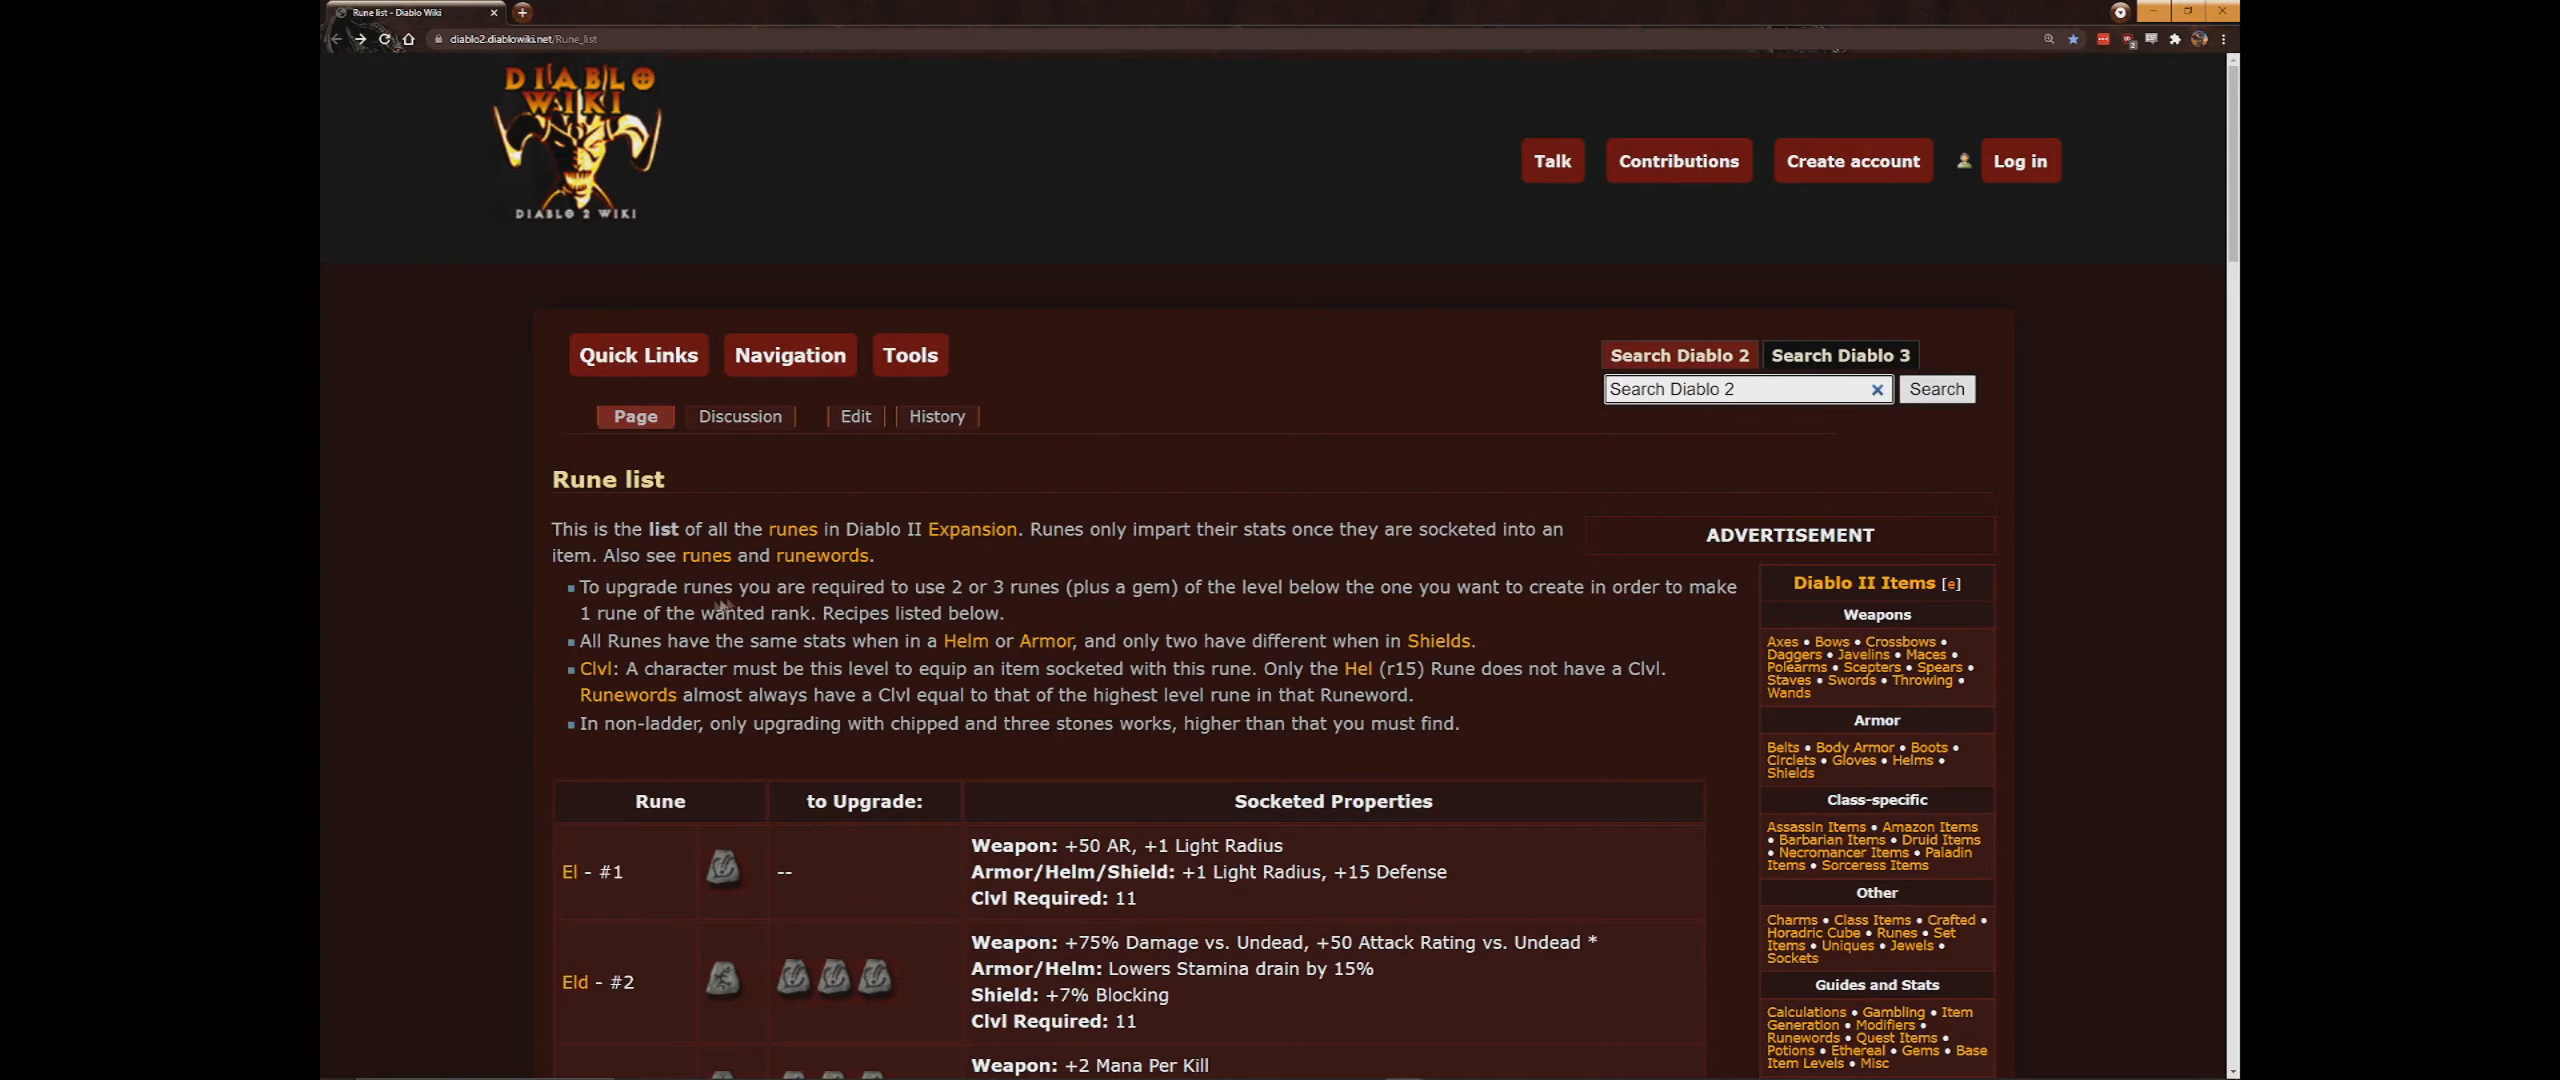 Rune list - Diablo Wiki
diablo2.diablowiki.net/Rune_list
DIABLO
WIKI
DIABLO 2 WIKI
Talk
Contributions
Create account
Log in
Quick Links
Navigation
Tools
Search Diablo 2
Search Diablo 3
Search Diablo 2
Search
Page
Discussion
Edit
History
Rune list
This is the list of all the runes in Diablo II Expansion. Runes only impart their stats once they are socketed into an
item. Also see runes and runewords.
To upgrade runes you are required to use 2 or 3 runes (plus a gem) of the level below the one you want to create in order to make
1 rune of the wanted rank. Recipes listed below.
All Runes have the same stats when in a Helm or Armor, and only two have different when in Shields.
Clvl: A character must be this level to equip an item socketed with this rune. Only the Hel (r15) Rune does not have a Clvl.
Runewords almost always have a Clvl equal to that of the highest level rune in that Runeword.
In non-ladder, only upgrading with chipped and three stones works, higher than that you must find.
Rune
to Upgrade:
Socketed Properties
El - #1
--
Weapon: +50 AR, +1 Light Radius
Armor/Helm/Shield: +1 Light Radius, +15 Defense
Clvl Required: 11
Eld - #2
Weapon: +75% Damage vs. Undead, +50 Attack Rating vs. Undead *
Armor/Helm: Lowers Stamina drain by 15%
Shield: +7% Blocking
Clvl Required: 11
Weapon: +2 Mana Per Kill
ADVERTISEMENT
Diablo II Items [e]
Weapons
Axes • Bows • Crossbows •
Daggers • Javelins • Maces •
Polearms • Scepters • Spears •
Staves • Swords • Throwing •
Wands
Armor
Belts • Body Armor • Boots •
Circlets • Gloves • Helms •
Shields
Class-specific
Assassin Items • Amazon Items
• Barbarian Items • Druid Items
• Necromancer Items • Paladin
Items • Sorceress Items
Other
Charms • Class Items • Crafted •
Horadric Cube • Runes • Set
Items • Uniques • Jewels •
Sockets
Guides and Stats
Calculations • Gambling • Item
Generation • Modifiers •
Runewords • Quest Items •
Potions • Ethereal • Gems • Base
Item Levels • Misc